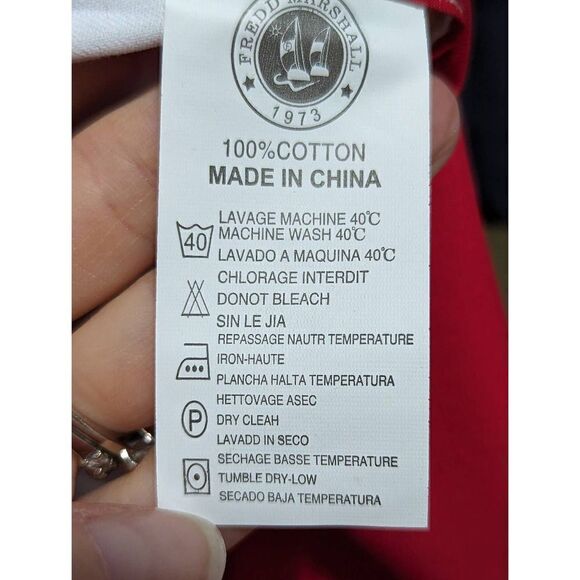 FREDD MARSHALL
1973
100%COTTON
MADE IN CHINA
LAVAGE MACHINE 40℃
40
MACHINE WASH 40℃
LAVADO A MAQUINA 40℃
CHLORAGE INTERDIT
DONOT BLEACH
SIN LE JIA
REPASSAGE NAUTR TEMPERATURE
IRON-HAUTE
PLANCHA HALTA TEMPERATURA
HETTOVAGE ASEC
P
DRY CLEAH
LAVADD IN SECO
SECHAGE BASSE TEMPERATURE
TUMBLE DRY-LOW
SECADO BAJA TEMPERATURA